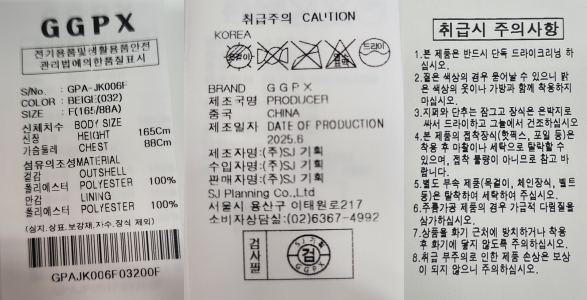 GGPX
전기용품및생활용품안전
관리법에의한품질표시
S/No. : GPA-JK006F
COLOR : BEIGE(032)
SIZE : F(165/88A)
신체치수 BODY SIZE
신장 HEIGHT 165Cm
가슴둘레 CHEST 88Cm
섬유의조성MATERIAL
겉감 OUTSHELL
폴리에스터 POLYESTER 100%
안감 LINING
폴리에스터 POLYESTER 100%
(심지,상표,보강재,자수,장식 제외)
GPAJK006F03200F
취급주의 CAUTION
KOREA
드라이
BRAND GGPX
제조국명 PRODUCER
중국 CHINA
제조일자 DATE OF PRODUCTION
2025.6
제조자명:(주)SJ 기획
수입자명:(주)SJ 기획
판매자명:(주)SJ 기획
SJ Planning Co.,Ltd
서울시 용산구 이태원로217
소비자상담실:(02)6367-4992
검사필
SJ기획
검
GGPX
취급시 주의사항
1.본 제품은 반드시 단독 드라이크리닝 하
십시오.
2.짙은 색상의 경우 묻어날 수 있으니 밝
은 색상의 옷이나 가방과 함께 착용하지
마십시오.
3.지퍼와 단추는 잠그고 장식은 은박지로
싸서 드라이하고 그늘에서 건조하십시오
4.본 제품의 접착장식(핫픽스, 포일 등)은
착용 후 마찰이나 세탁으로 탈락할 수
있으며, 접착 물량이 아니므로 참고 바
랍니다.
5.별도 부속 제품(목걸이, 체인장식, 벨트
등)은 탈착하여 세탁하여 주십시오.
6.주름가공 제품의 경우 가급적 다림질을
삼가하십시오.
7.상품을 화기 근처에 방치하거나 착용
후 화기에 닿지 않도록 주의하십시오.
8.취급 부주의로 인한 제품 손상은 보상
이 되지 않으니 주의하십시오.